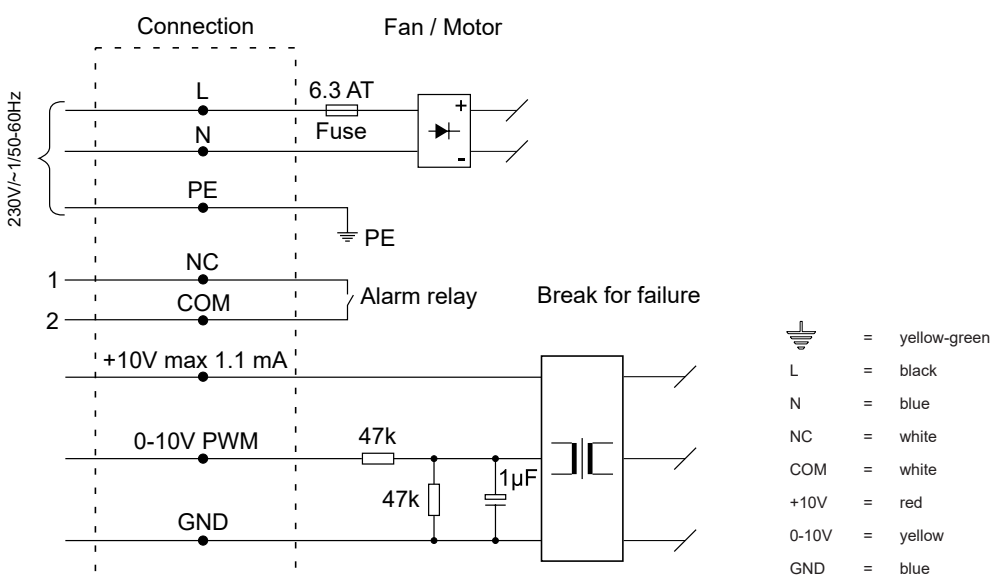 Connection
Fan / Motor
230V/~1/50-60Hz
L
6.3 AT
Fuse
+
-
N
PE
PE
1
NC
2
COM
Alarm relay
Break for failure
+10V max 1.1 mA
0-10V PWM
47k
47k
1µF
GND
= yellow-green
L = black
N = blue
NC = white
COM = white
+10V = red
0-10V = yellow
GND = blue